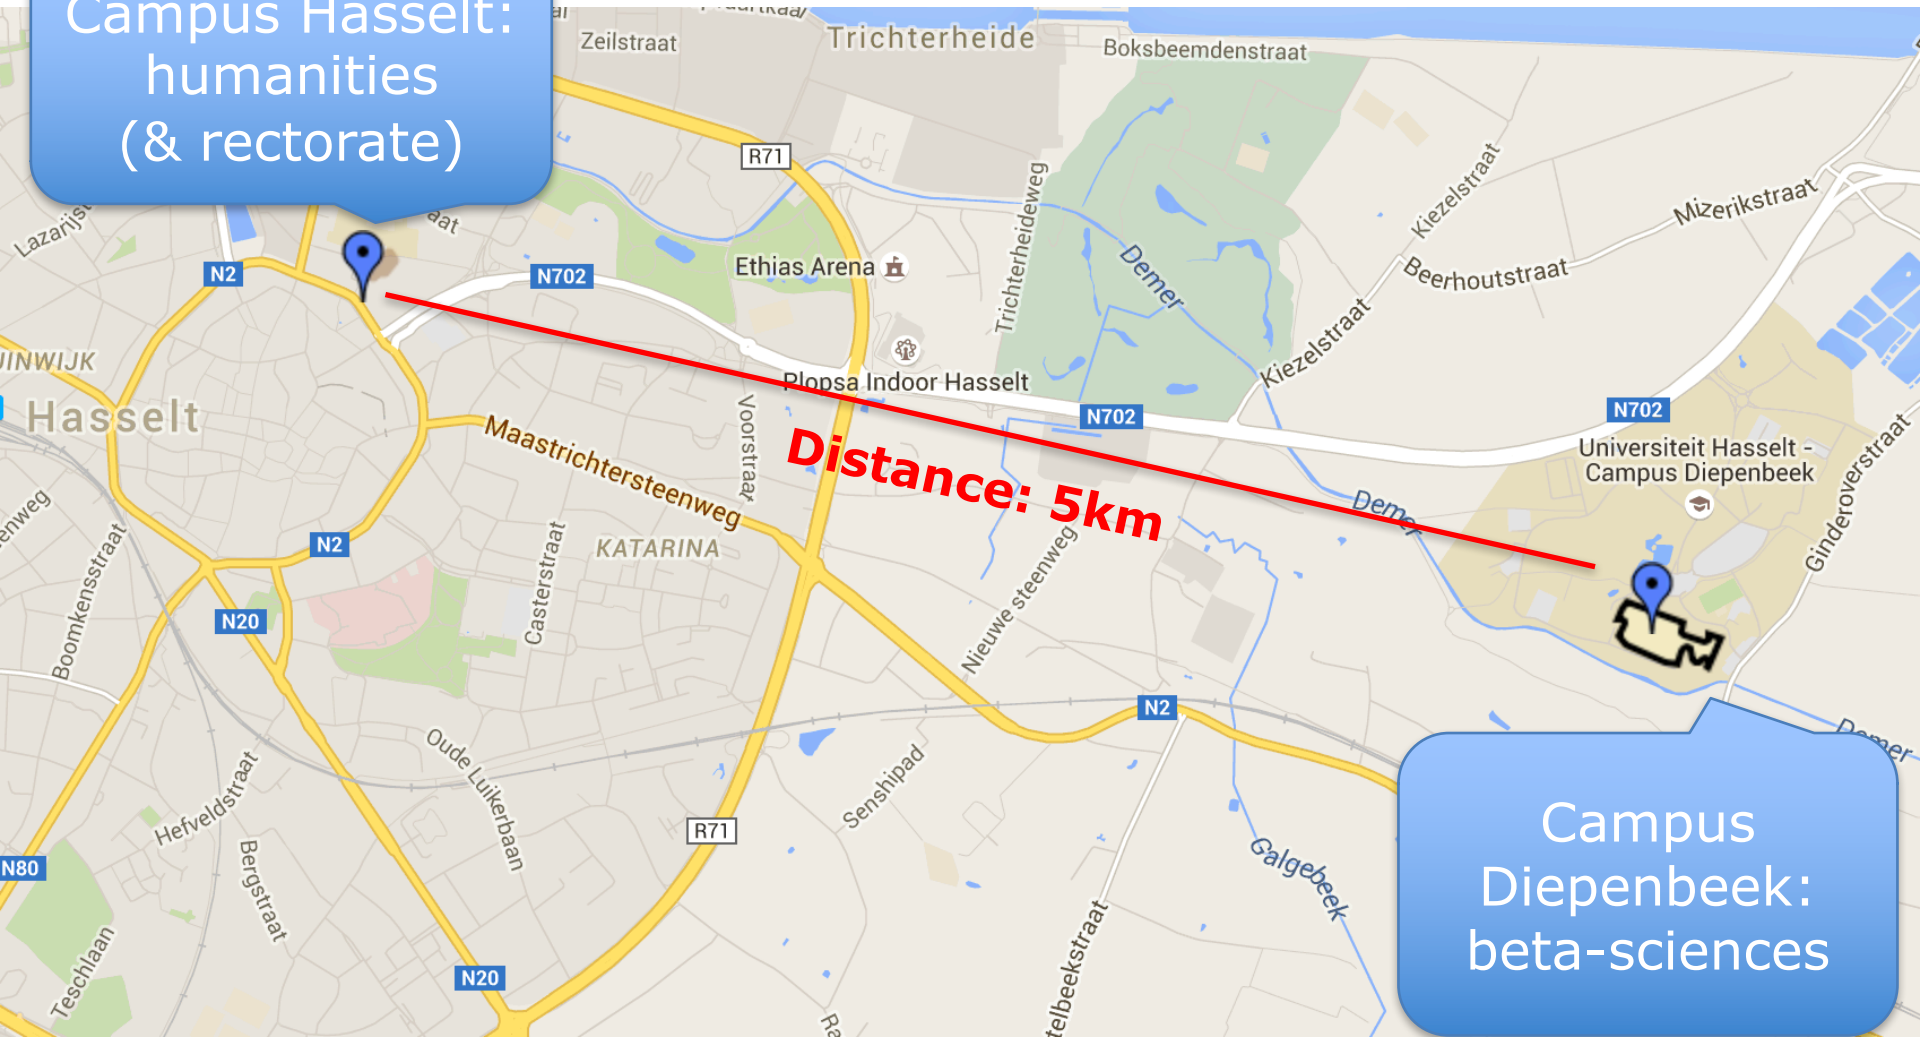 Campus Hasselt:
humanities
(& rectorate)
Zeilstraat
Trichterheide
Boksbeemdenstraat
R71
Kiezelstraat
Mizerikstraat
N2
N702
Ethias Arena
Trichterheideweg
Demer
Beerhoutstraat
Kiezelstraat
Plopsa Indoor Hasselt
N702
N702
Hasselt
Universiteit Hasselt -
Campus Diepenbeek
Maastrichtersteenweg
Voorstraat
Distance: 5km
Demer
Ginderoverstraat
N2
KATARINA
Casterstraat
Nieuwe steenweg
Boomkensstraat
N20
N2
Demer
Oude Luikerbaan
Senshipad
Hefveldstraat
R71
Bergstraat
N80
Galgebeek
Teschlaan
N20
Campus
Diepenbeek:
beta-sciences